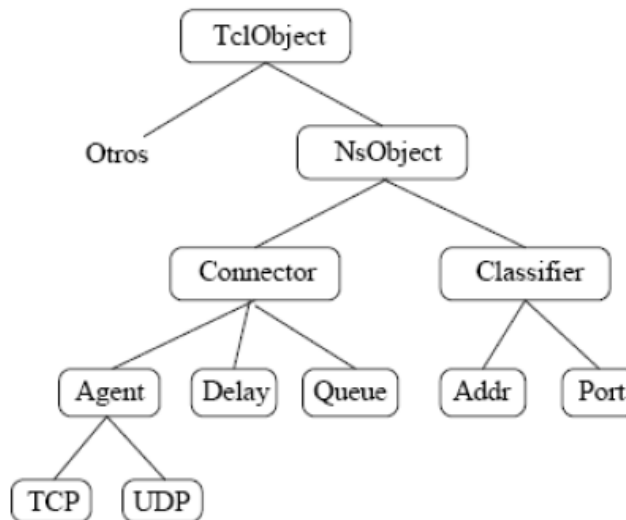 TclObject
Otros
NsObject
Connector
Classifier
Agent
Delay
Queue
Addr
Port
TCP
UDP